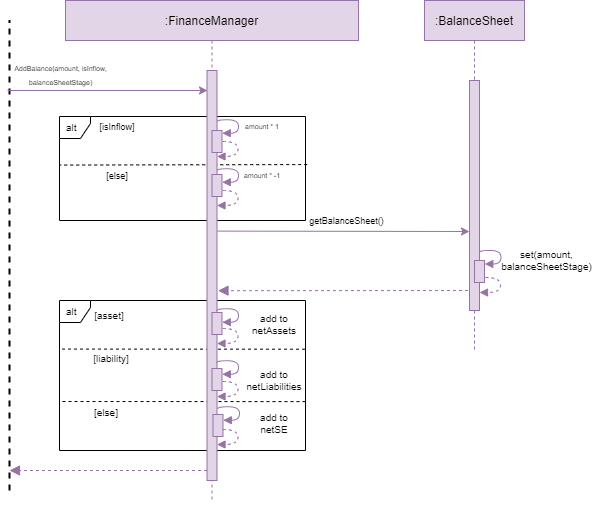 :FinanceManager
:BalanceSheet
AddBalance(amount, isInflow,
balanceSheetStage)
alt
[isInflow]
amount * 1
[else]
amount * -1
getBalanceSheet()
set(amount,
balanceSheetStage)
alt
[asset]
add to
netAssets
[liability]
add to
netLiabilities
[else]
add to
netSE